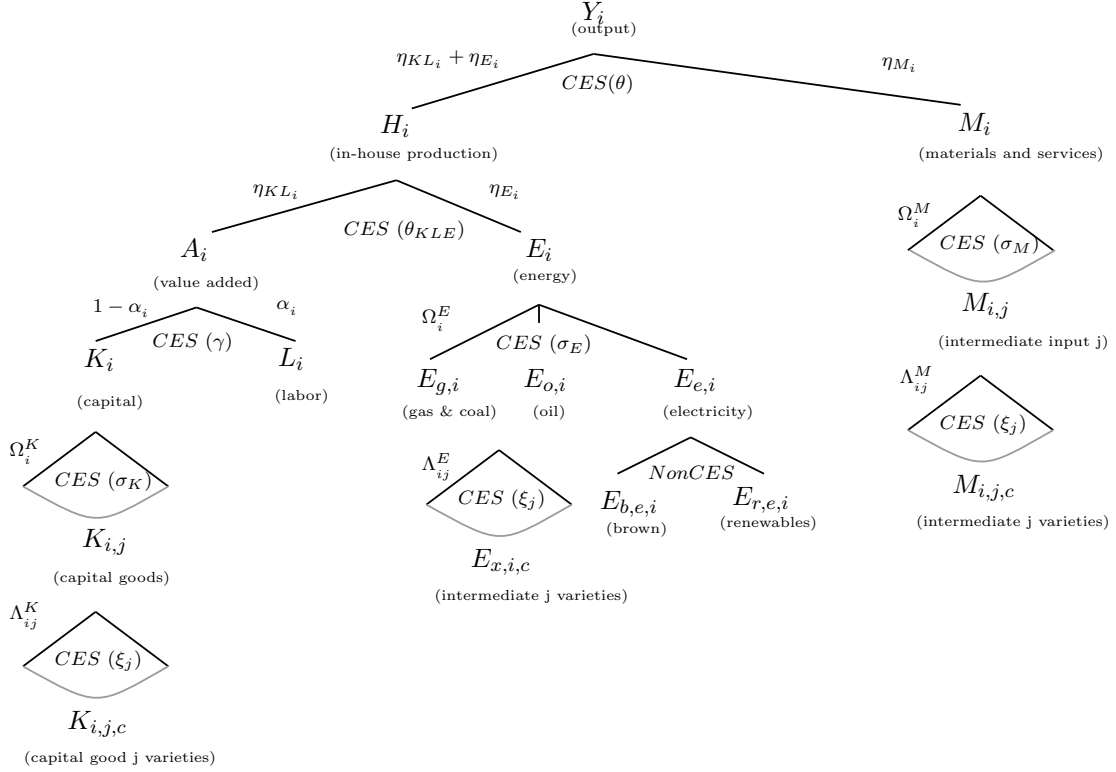 Y_i
(output)
η_{KL_i} + η_{E_i}
η_{M_i}
CES(θ)
H_i
M_i
(in-house production)
(materials and services)
η_{KL_i}
η_{E_i}
CES (θ_{KLE})
Ω_i^M
CES (σ_M)
A_i
E_i
(value added)
(energy)
1 − α_i
α_i
CES (γ)
Ω_i^E
CES (σ_E)
M_{i,j}
(intermediate input j)
K_i
L_i
E_{g,i}
E_{o,i}
E_{e,i}
(capital)
(labor)
(gas & coal)
(oil)
(electricity)
Λ_{ij}^M
CES (ξ_j)
Ω_i^K
CES (σ_K)
Λ_{ij}^E
CES (ξ_j)
NonCES
E_{b,e,i}
E_{r,e,i}
(brown)
(renewables)
M_{i,j,c}
(intermediate j varieties)
K_{i,j}
(capital goods)
E_{x,i,c}
(intermediate j varieties)
Λ_{ij}^K
CES (ξ_j)
K_{i,j,c}
(capital good j varieties)